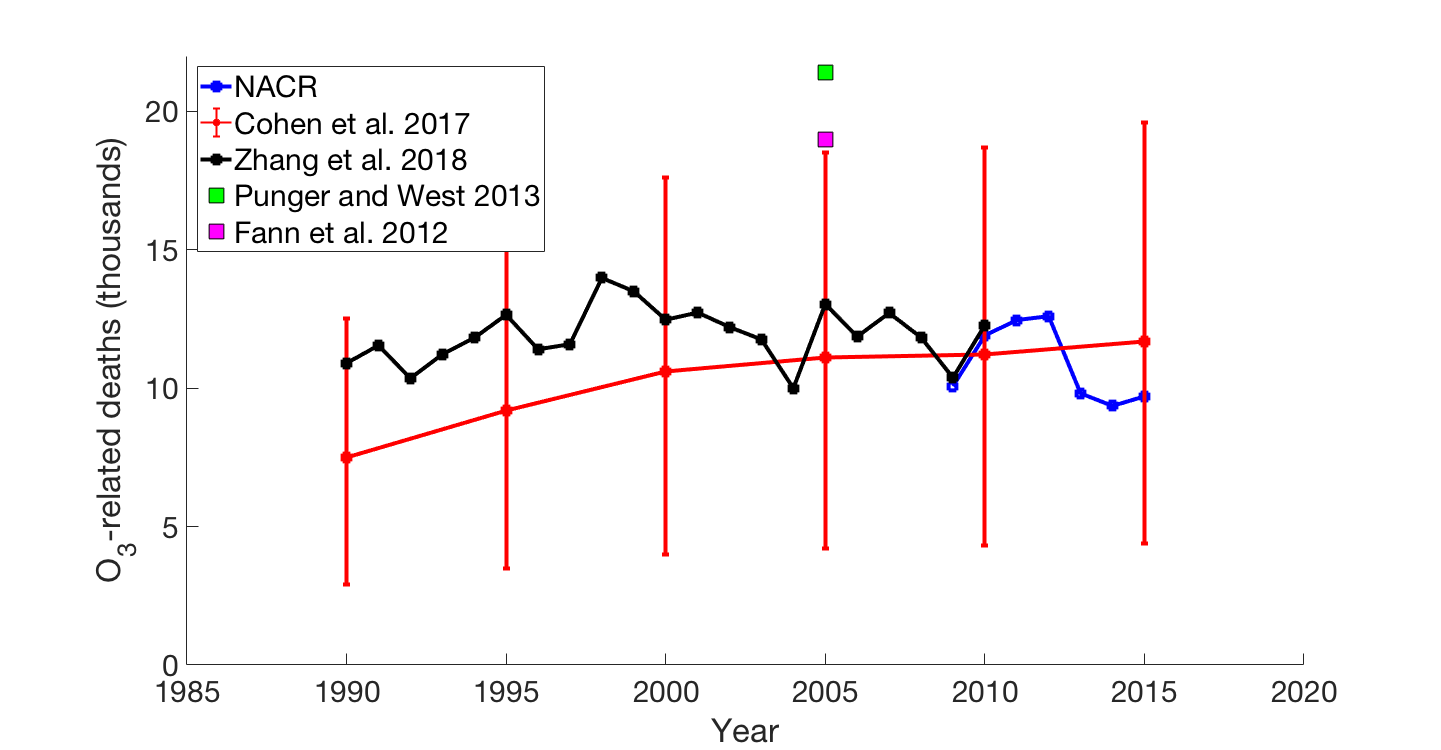 NACR
Cohen et al. 2017
Zhang et al. 2018
Punger and West 2013
Fann et al. 2012
O3-related deaths (thousands)
20
15
10
5
0
1985 1990 1995 2000 2005 2010 2015 2020
Year